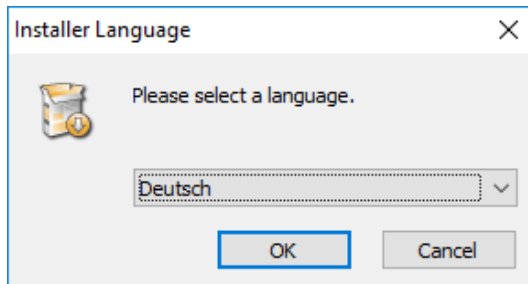 Installer Language
Please select a language.
Deutsch
OK
Cancel